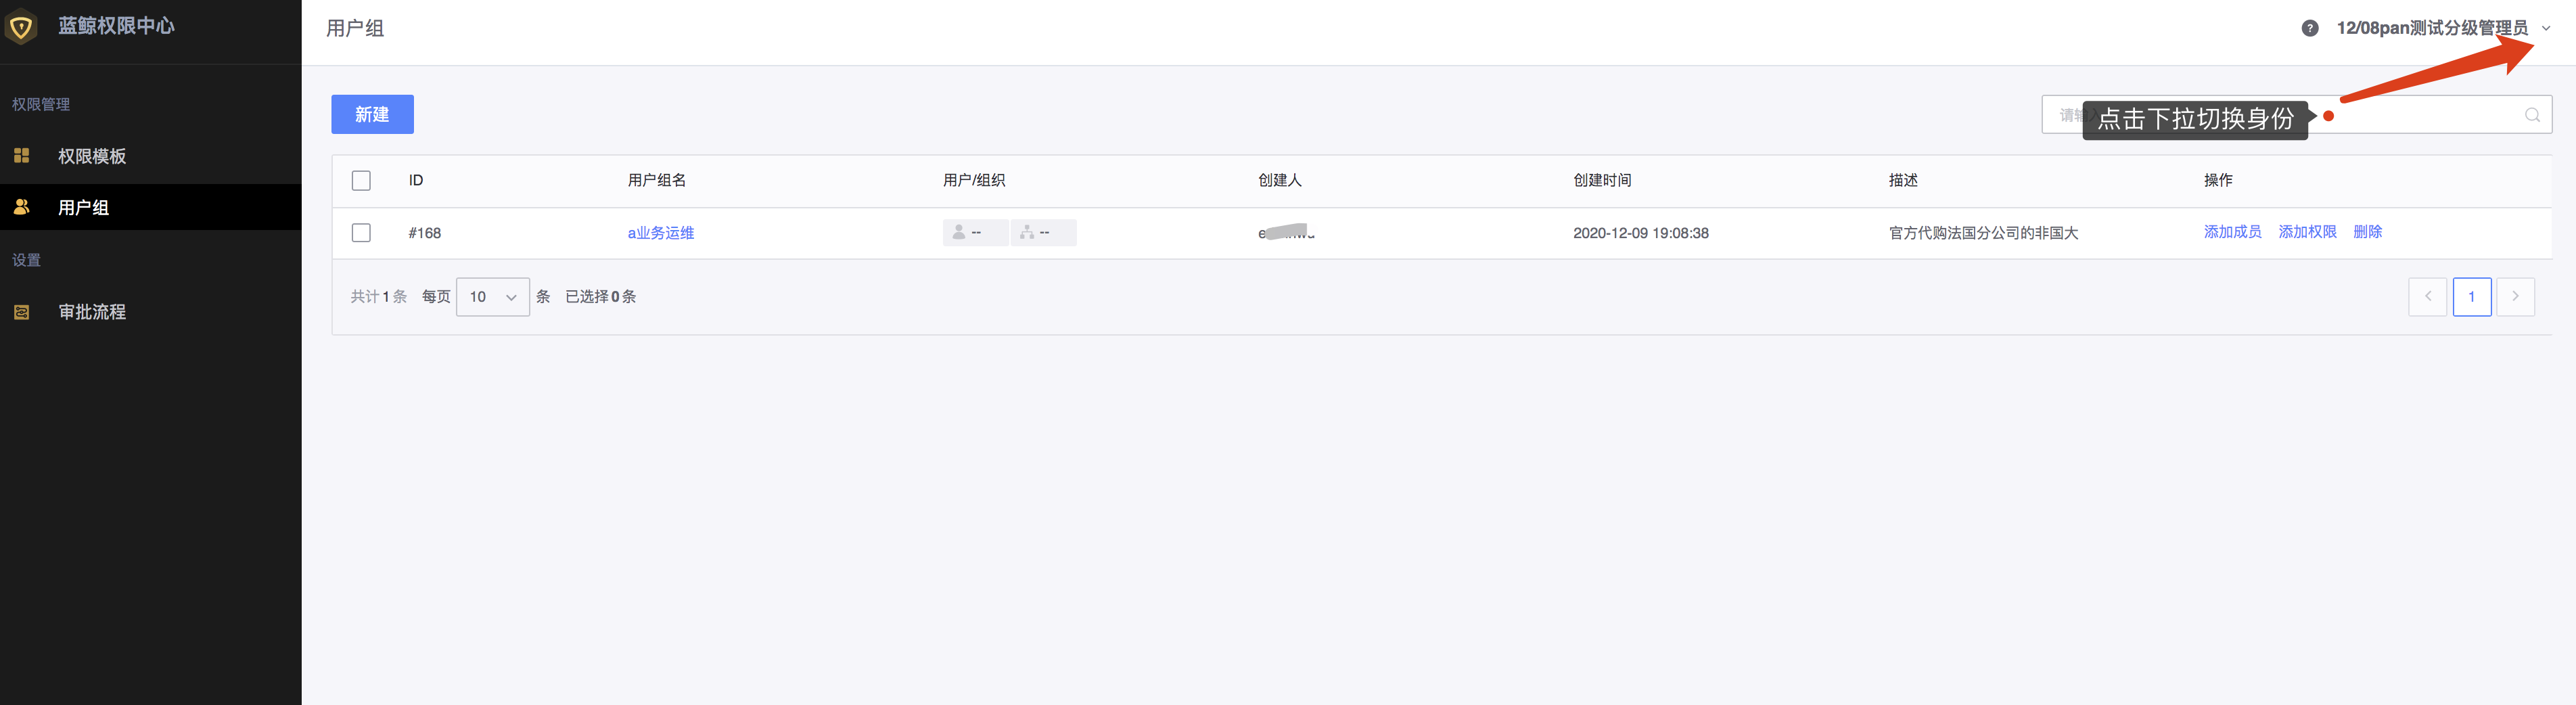 蓝鲸权限中心
用户组
12/08pan测试分级管理员
权限管理
权限模板
用户组
设置
审批流程
新建
点击下拉切换身份
ID 用户组名 用户/组织 创建人 创建时间 描述 操作
#168 a业务运维 -- -- 2020-12-09 19:08:38 官方代购法国分公司的非国大 添加成员 添加权限 删除
共计1条 每页 10 条 已选择0条
1